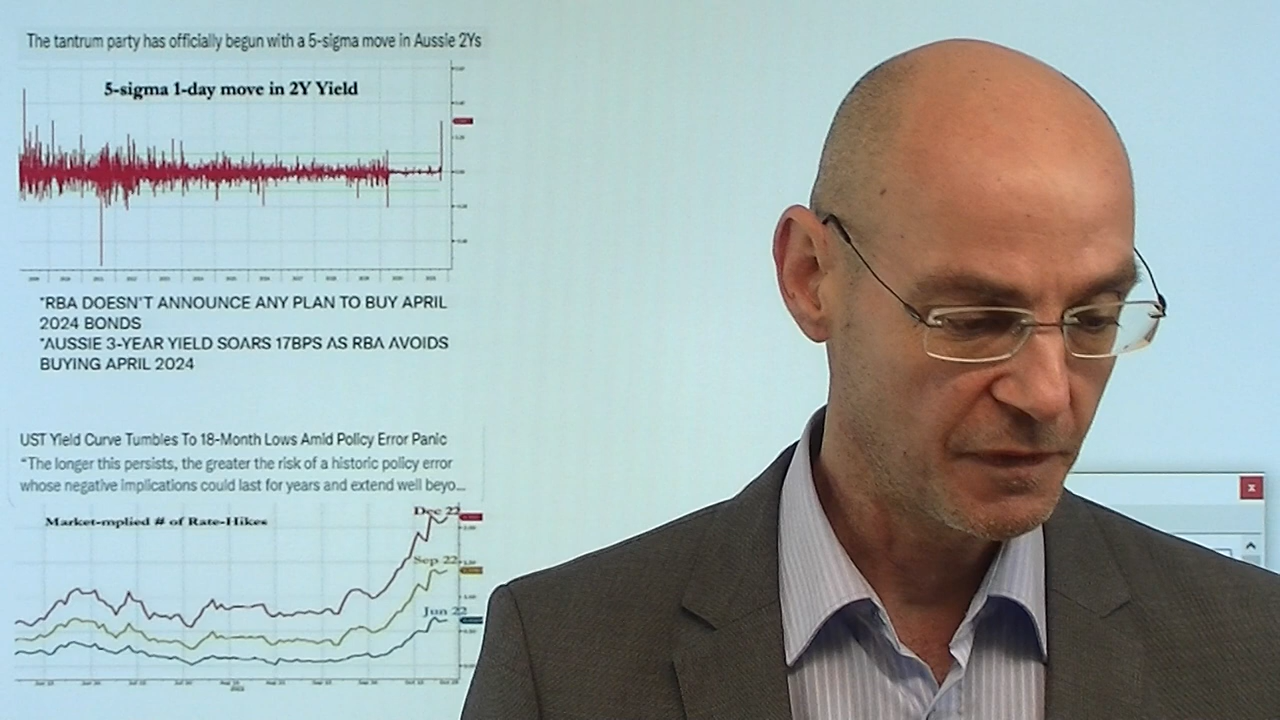 The tantrum party has officially begun with a 5-sigma move in Aussie 2Ys
5-sigma 1-day move in 2Y Yield
*RBA DOESN'T ANNOUNCE ANY PLAN TO BUY APRIL
2024 BONDS
*AUSSIE 3-YEAR YIELD SOARS 17BPS AS RBA AVOIDS
BUYING APRIL 2024
UST Yield Curve Tumbles To 18-Month Lows Amid Policy Error Panic
“The longer this persists, the greater the risk of a historic policy error
whose negative implications could last for years and extend well beyo...
Market-mplied # of Rate-Hikes
Dec 22
Sep 22
Jun 22